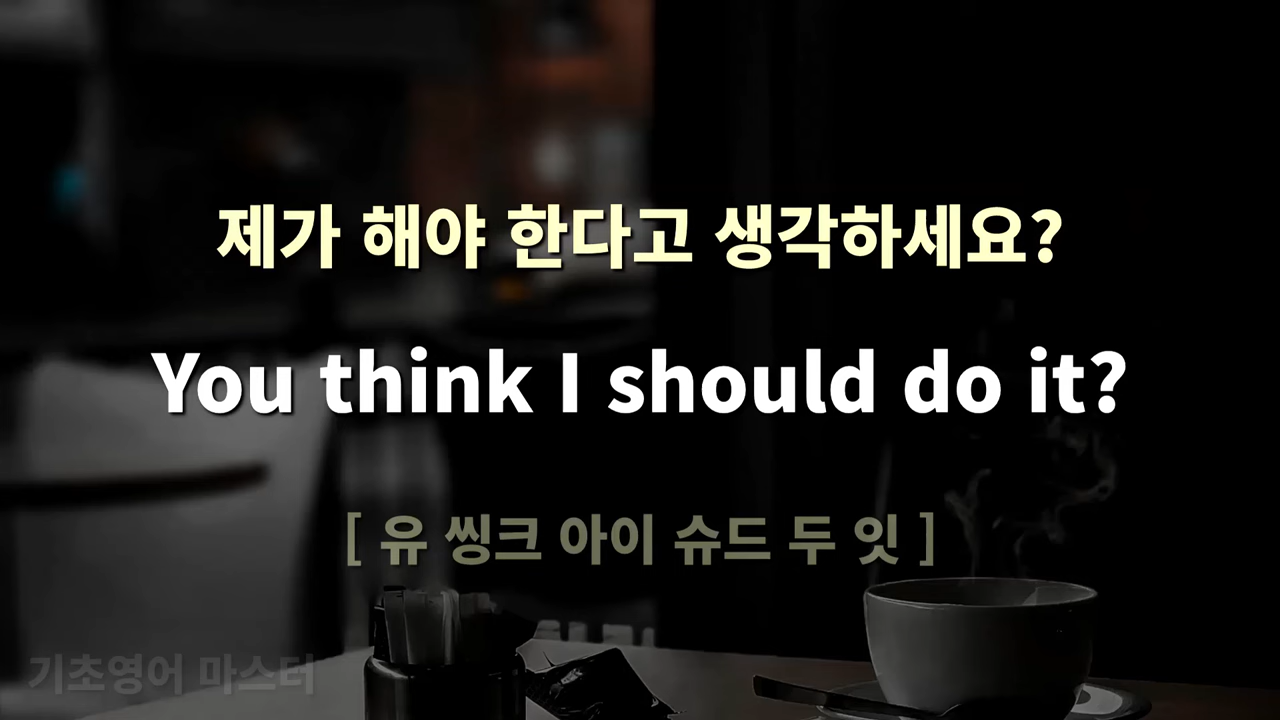 제가 해야 한다고 생각하세요?
You think I should do it?
[ 유 씽크 아이 슈드 두 잇 ]
기초영어 마스터